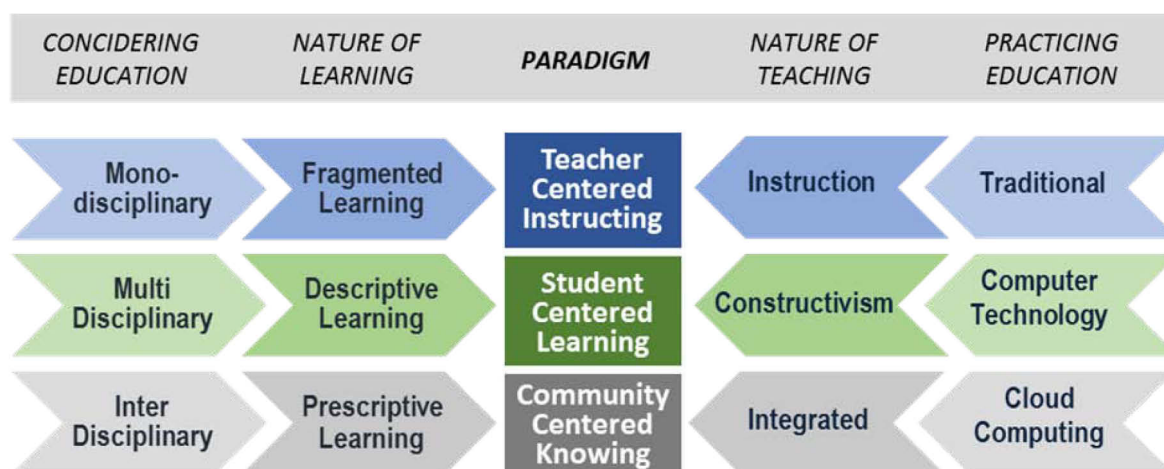 CONCIDERING
EDUCATION
NATURE OF
LEARNING
PARADIGM
NATURE OF
TEACHING
PRACTICING
EDUCATION
Mono-
disciplinary
Fragmented
Learning
Teacher
Centered
Instructing
Instruction
Traditional
Multi
Disciplinary
Descriptive
Learning
Student
Centered
Learning
Constructivism
Computer
Technology
Inter
Disciplinary
Prescriptive
Learning
Community
Centered
Knowing
Integrated
Cloud
Computing